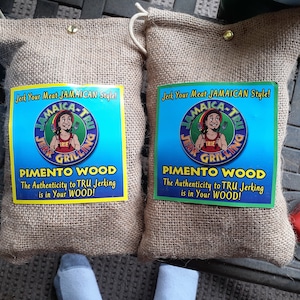 Jerk Your Meat JAMAICAN Style!
JAMAICA-TRU
JERK GRILLING
PIMENTO WOOD
The Authenticity to TRU Jerking
is in Your WOOD!
Jerk Your Meat JAMAICAN Style!
JAMAICA-TRU
JERK GRILLING
PIMENTO WOOD
The Authenticity to TRU Jerking
is in Your WOOD!